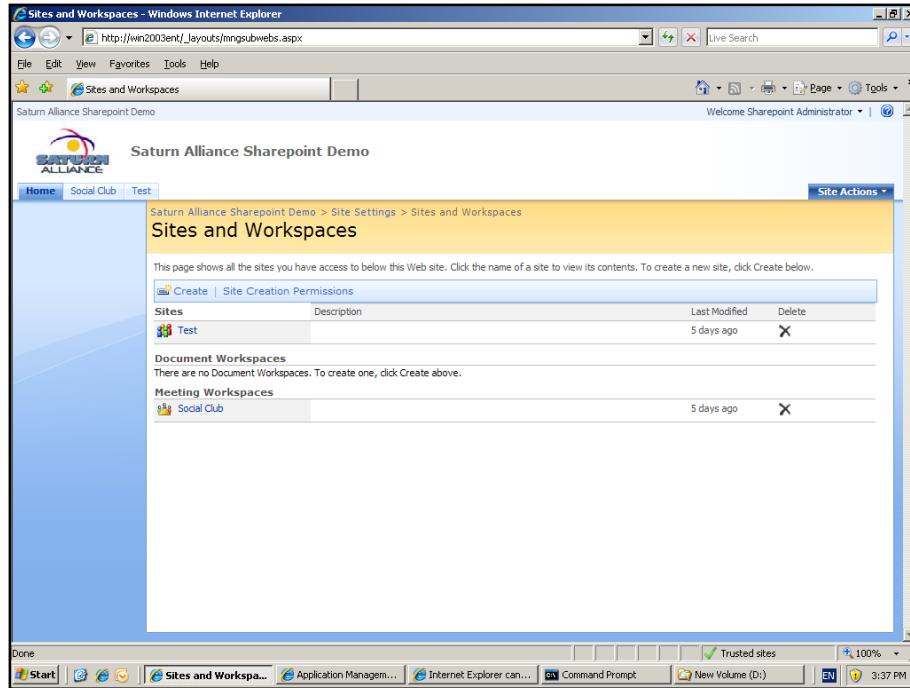 Sites and Workspaces - Windows Internet Explorer
http://win2003ent/_layouts/mngsubwebs.aspx
Live Search
File Edit View Favorites Tools Help
Sites and Workspaces
Page Tools
Saturn Alliance Sharepoint Demo
Welcome Sharepoint Administrator
SATURN
ALLIANCE
Saturn Alliance Sharepoint Demo
Home Social Club Test
Site Actions
Saturn Alliance Sharepoint Demo > Site Settings > Sites and Workspaces
Sites and Workspaces
This page shows all the sites you have access to below this Web site. Click the name of a site to view its contents. To create a new site, click Create below.
Create | Site Creation Permissions
Sites Description Last Modified Delete
Test 5 days ago
Document Workspaces
There are no Document Workspaces. To create one, click Create above.
Meeting Workspaces
Social Club 5 days ago
Done
Trusted sites
100%
Start
Sites and Workspa...
Application Managem...
Internet Explorer can...
Command Prompt
New Volume (D:)
EN
3:37 PM